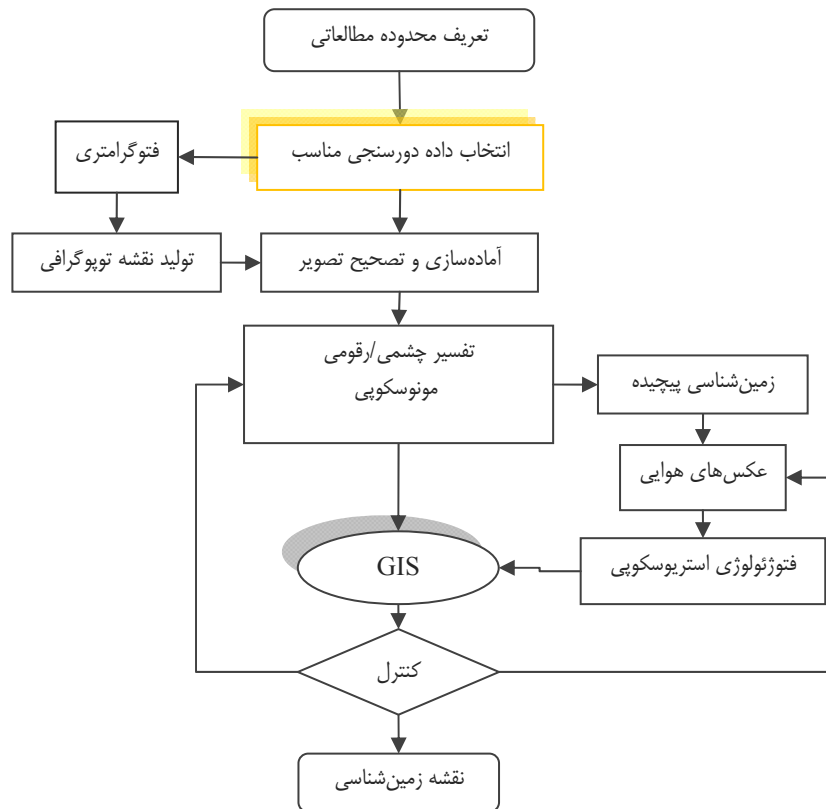 تعریف محدوده مطالعاتی
انتخاب داده دورسنجی مناسب
فتوگرامتری
تولید نقشه توپوگرافی
آماده‌سازی و تصحیح تصویر
تفسیر چشمی/رقومی
مونوسکوپی
زمین‌شناسی پیچیده
عکس‌های هوایی
فتوژئولوژی استریوسکوپی
GIS
کنترل
نقشه زمین‌شناسی